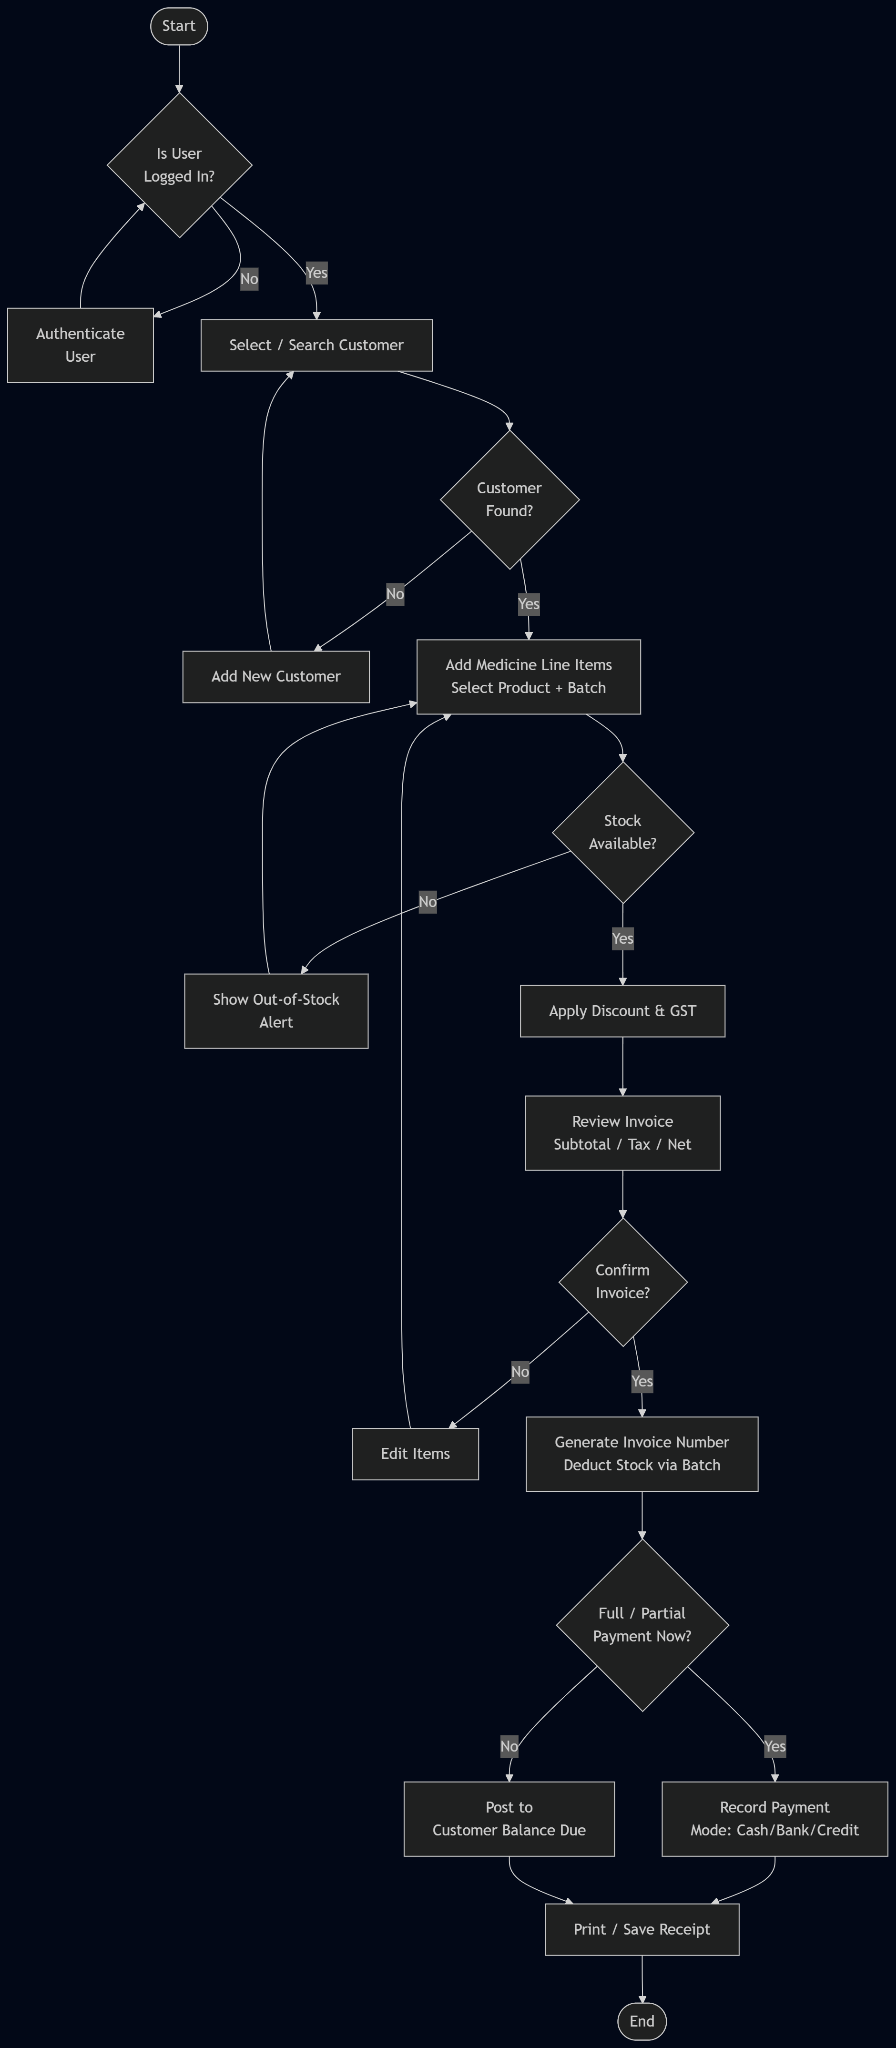 Start
Is User
Logged In?
No
Yes
Authenticate
User
Select / Search Customer
Customer
Found?
No
Yes
Add New Customer
Add Medicine Line Items
Select Product + Batch
Stock
Available?
No
Yes
Show Out-of-Stock
Alert
Apply Discount & GST
Review Invoice
Subtotal / Tax / Net
Confirm
Invoice?
No
Yes
Edit Items
Generate Invoice Number
Deduct Stock via Batch
Full / Partial
Payment Now?
No
Yes
Post to
Customer Balance Due
Record Payment
Mode: Cash/Bank/Credit
Print / Save Receipt
End